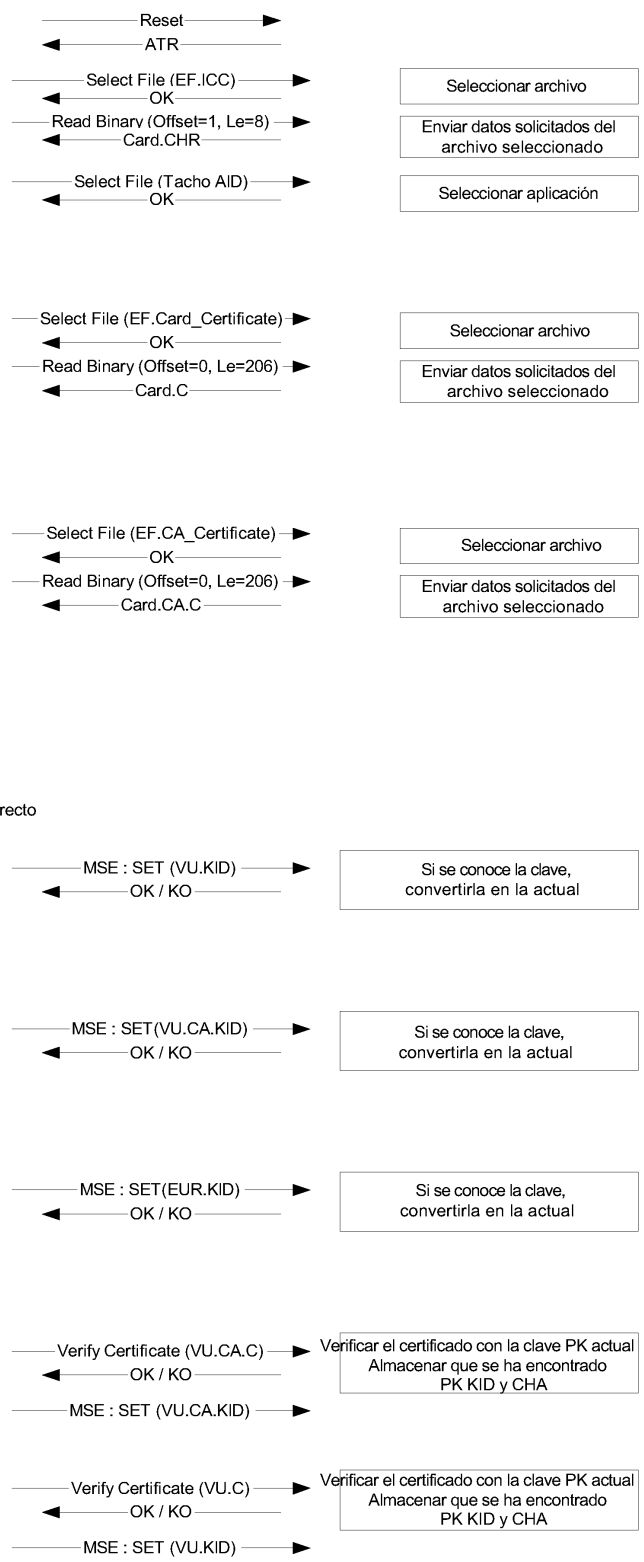 Reset
ATR
Select File (EF.ICC)
OK
Seleccionar archivo
Read Binary (Offset=1, Le=8)
Card.CHR
Enviar datos solicitados del
archivo seleccionado
Select File (Tacho AID)
OK
Seleccionar aplicación
Select File (EF.Card_Certificate)
OK
Seleccionar archivo
Read Binary (Offset=0, Le=206)
Card.C
Enviar datos solicitados del
archivo seleccionado
Select File (EF.CA_Certificate)
OK
Seleccionar archivo
Read Binary (Offset=0, Le=206)
Card.CA.C
Enviar datos solicitados del
archivo seleccionado
recto
MSE : SET (VU.KID)
OK / KO
Si se conoce la clave,
convertirla en la actual
MSE : SET(VU.CA.KID)
OK / KO
Si se conoce la clave,
convertirla en la actual
MSE : SET(EUR.KID)
OK / KO
Si se conoce la clave,
convertirla en la actual
Verify Certificate (VU.CA.C)
OK / KO
Verificar el certificado con la clave PK actual
Almacenar que se ha encontrado
PK KID y CHA
MSE : SET (VU.CA.KID)
Verify Certificate (VU.C)
OK / KO
Verificar el certificado con la clave PK actual
Almacenar que se ha encontrado
PK KID y CHA
MSE : SET (VU.KID)